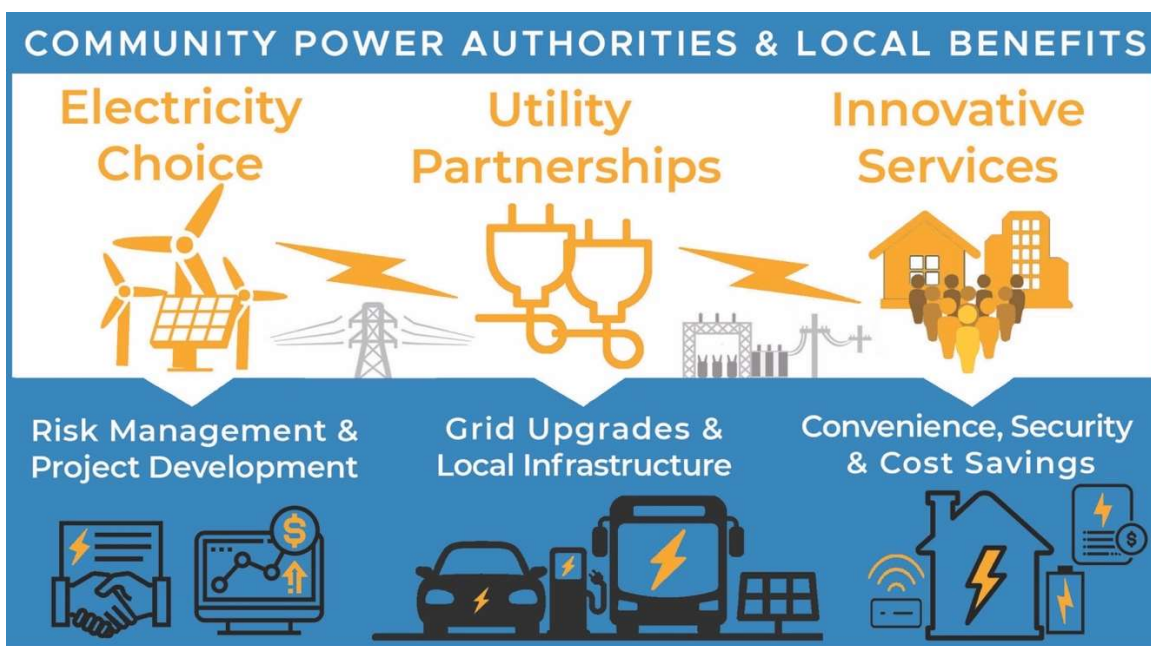 COMMUNITY POWER AUTHORITIES & LOCAL BENEFITS
Electricity
Choice
Utility
Partnerships
Innovative
Services
Risk Management &
Project Development
Grid Upgrades &
Local Infrastructure
Convenience, Security
& Cost Savings
$
$